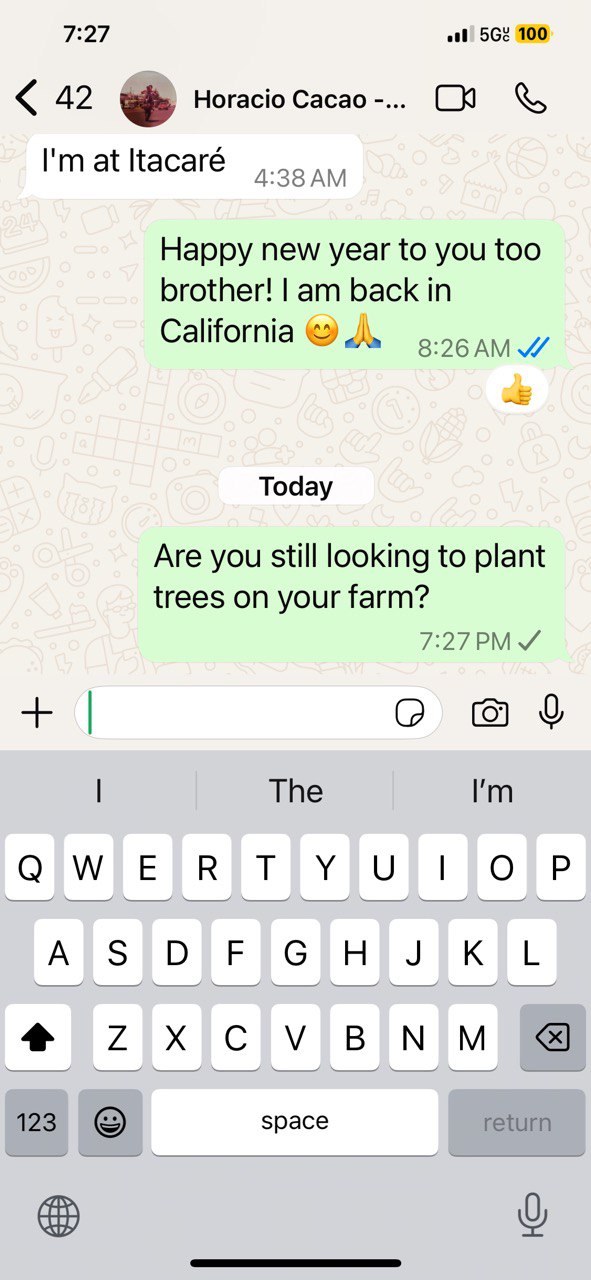 7:27
5G
100
42
Horacio Cacao -...
I'm at Itacaré
4:38 AM
Happy new year to you too
brother! I am back in
California 😊🙏
8:26 AM
👍
Today
Are you still looking to plant
trees on your farm?
7:27 PM
I The I’m
Q W E R T Y U I O P
A S D F G H J K L
Z X C V B N M
123 space return